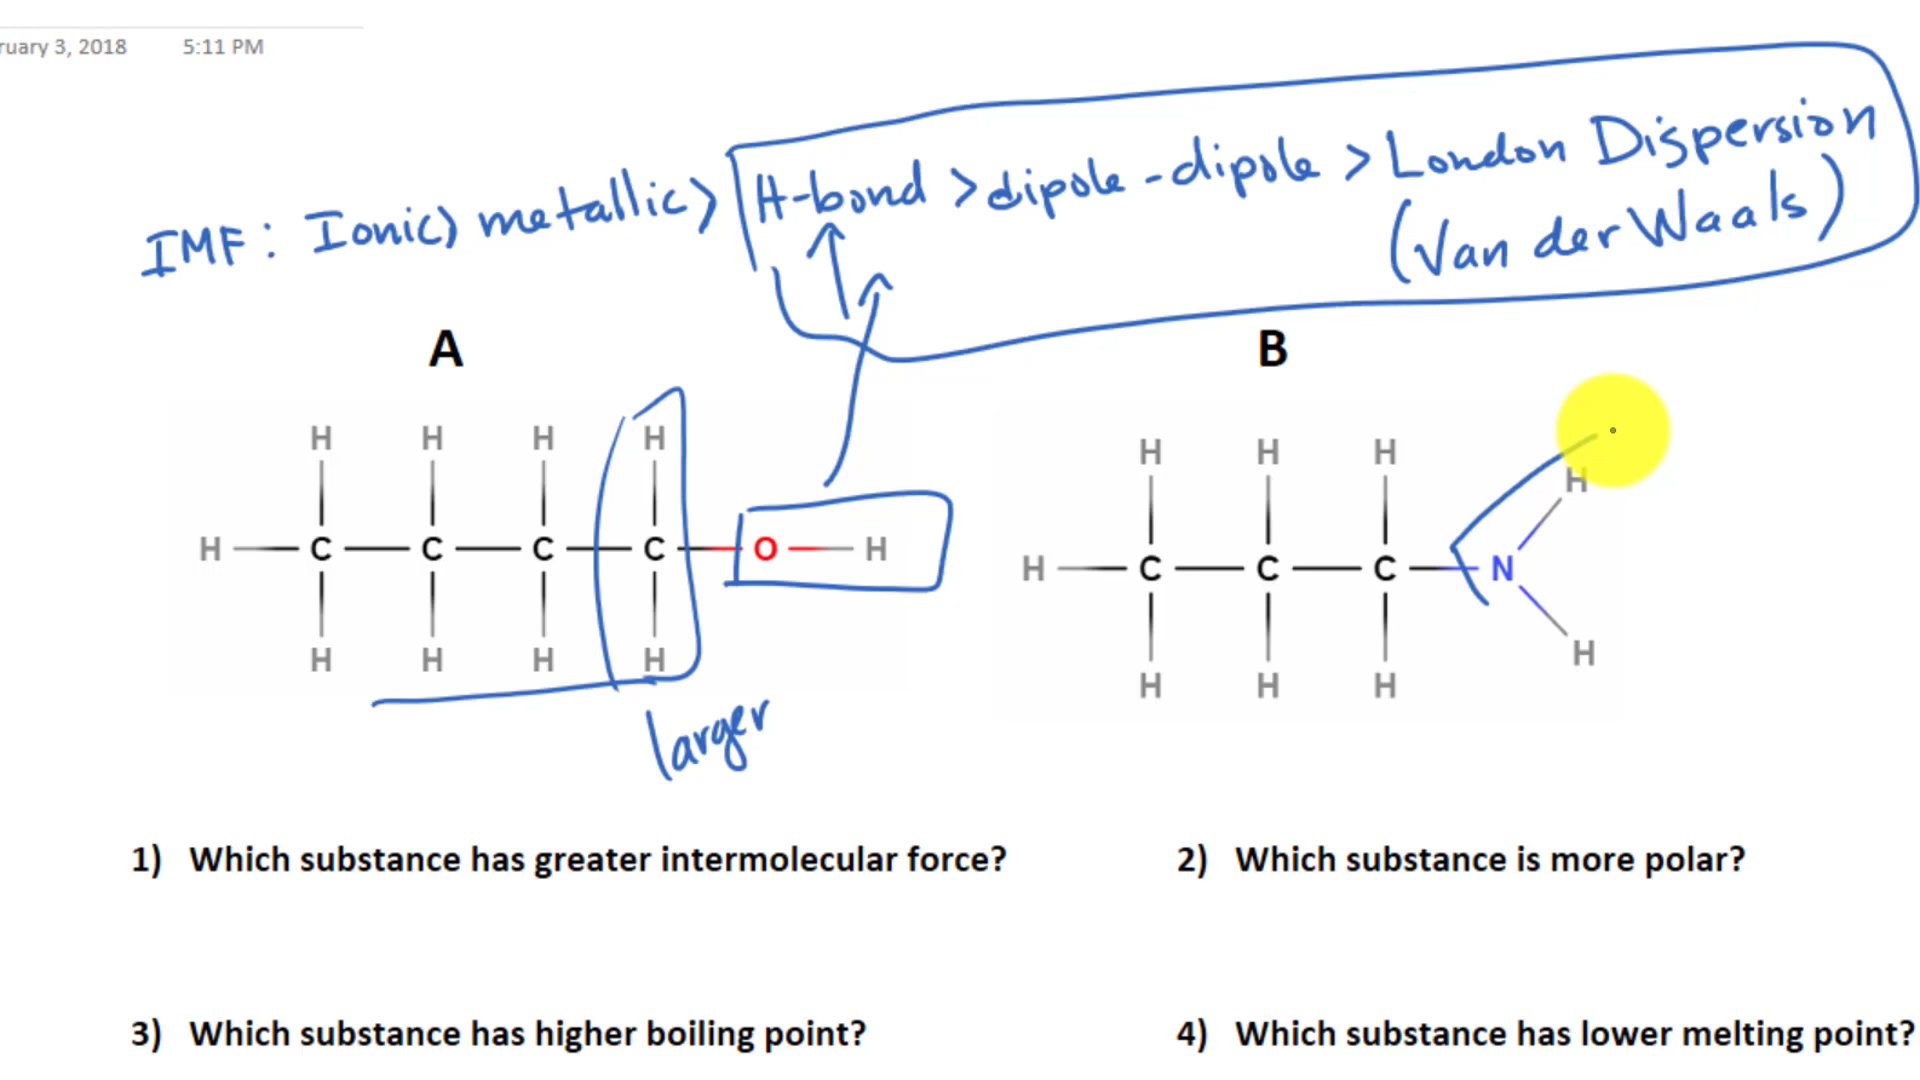 ruary 3, 2018 5:11 PM
IMF: Ionic > metallic > H-bond > dipole-dipole > London Dispersion
(Van der Waals)
A B
H H H H
H C C C C O H
H H H H
H H H H
H C C C N
H
H H H
larger
1) Which substance has greater intermolecular force? 2) Which substance is more polar?
3) Which substance has higher boiling point? 4) Which substance has lower melting point?